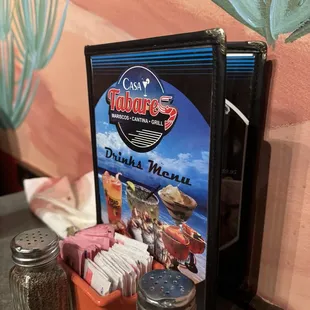 CASA
Tabares
MARISCOS • CANTINA • GRILL
Drinks Menu